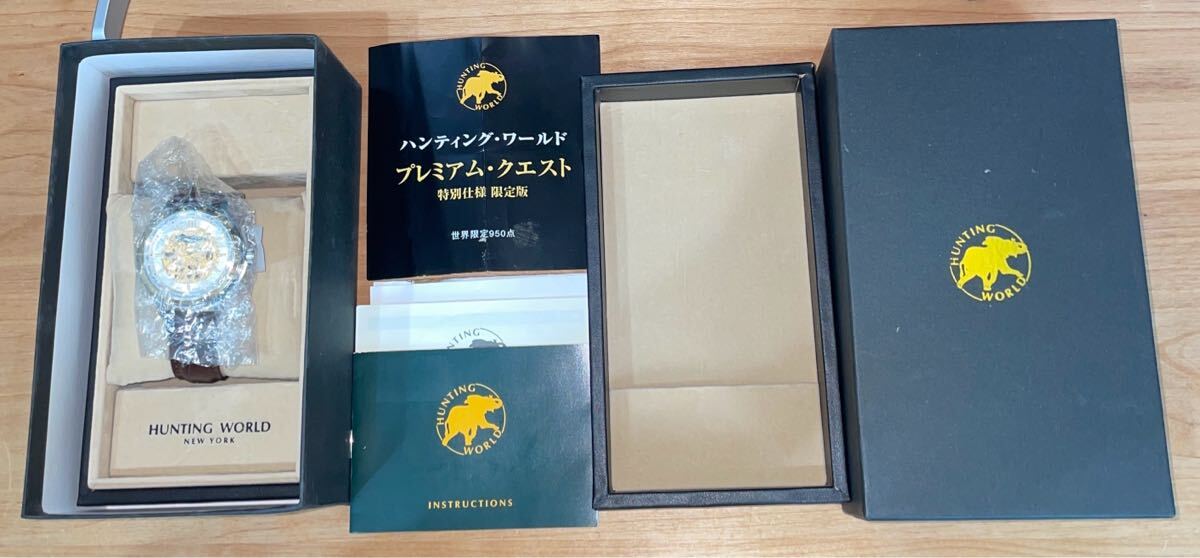 HUNTING WORLD
NEW YORK
HUNTING
WORLD
ハンティング・ワールド
プレミアム・クエスト
特別仕様 限定版
世界限定950点
HUNTING
HUNTING
WORLD
INSTRUCTIONS
HUNTING
WORLD